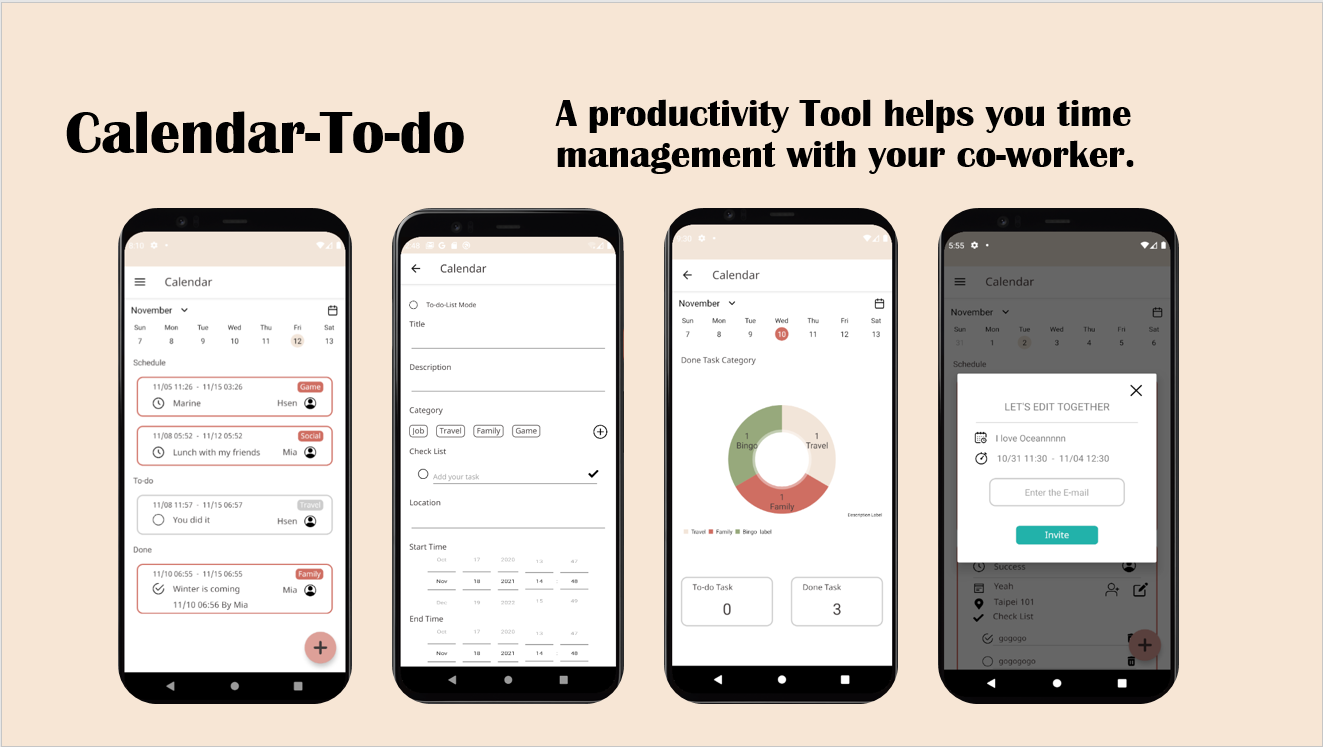 Calendar-To-do
A productivity Tool helps you time
management with your co-worker.
Calendar
November
Sun Mon Tue Wed Thu Fri Sat
7 8 9 10 11 12 13
Schedule
11/05 11:26 - 11/15 03:26 Game
Marine Hsen
11/08 05:52 - 11/12 05:52 Social
Lunch with my friends Mia
To-do
11/08 11:57 - 11/15 06:57 Travel
You did it Hsen
Done
11/10 06:55 - 11/15 06:55 Family
Winter is coming Mia
11/10 06:56 By Mia
+
Calendar
To-do-List Mode
Title
Description
Category
Job Travel Family Game
Check List
Add your task
Location
Start Time
Oct 17 2020 13 47
Nov 18 2021 14 48
Dec 19 2022 15 49
End Time
Oct 17 2020 13 47
Nov 18 2021 14 48
Calendar
November
Sun Mon Tue Wed Thu Fri Sat
7 8 9 10 11 12 13
Done Task Category
1 Bingo
1 Travel
1 Family
Description Label
Travel Family Bingo label
To-do Task Done Task
0 3
5:55
Calendar
November
Sun Mon Tue Wed Thu Fri Sat
31 1 2 3 4 5 6
Schedule
LET'S EDIT TOGETHER
I love Oceannnnn
10/31 11:30 - 11/04 12:30
Enter the E-mail
Invite
Success
Yeah
Taipei 101
Check List
gogogo
gogogogo
+